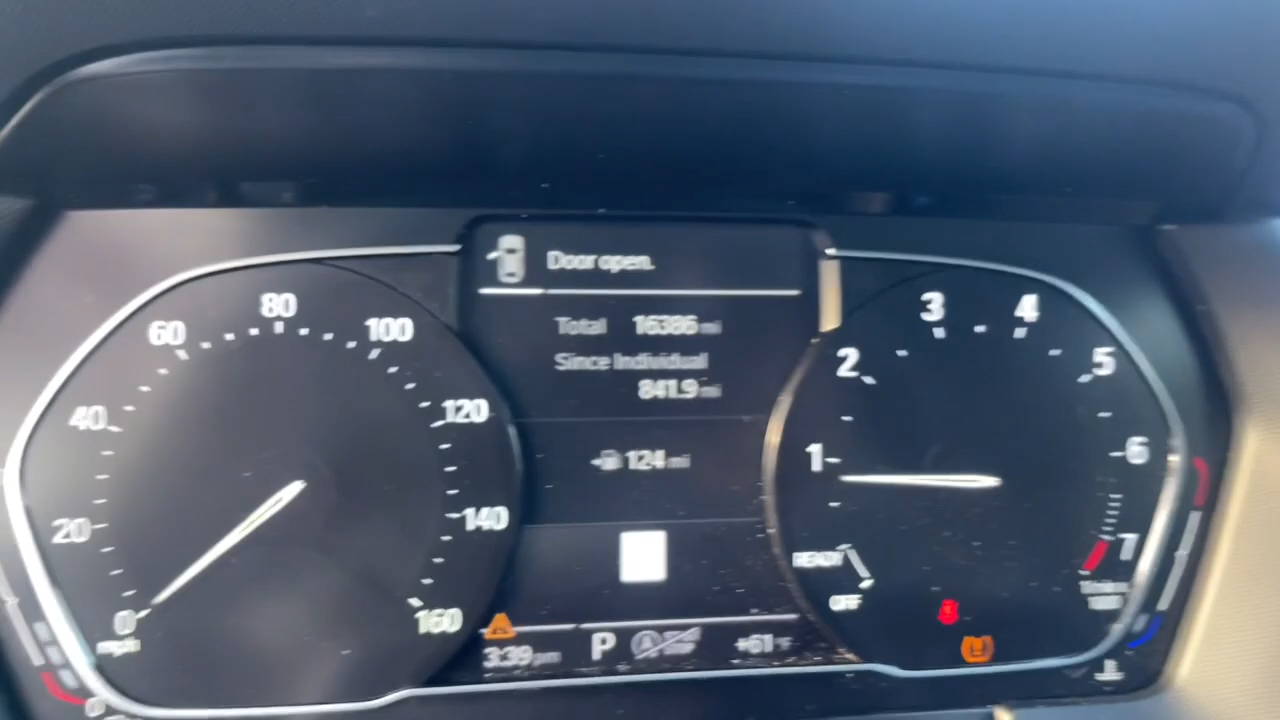 Door open.
Total 16386 mi
Since Individual
841.9 mi
124 mi
3:39 pm P +61 °F
0 20 40 60 80 100 120 140 160
mph
1 2 3 4 5 6 7
READY
OFF